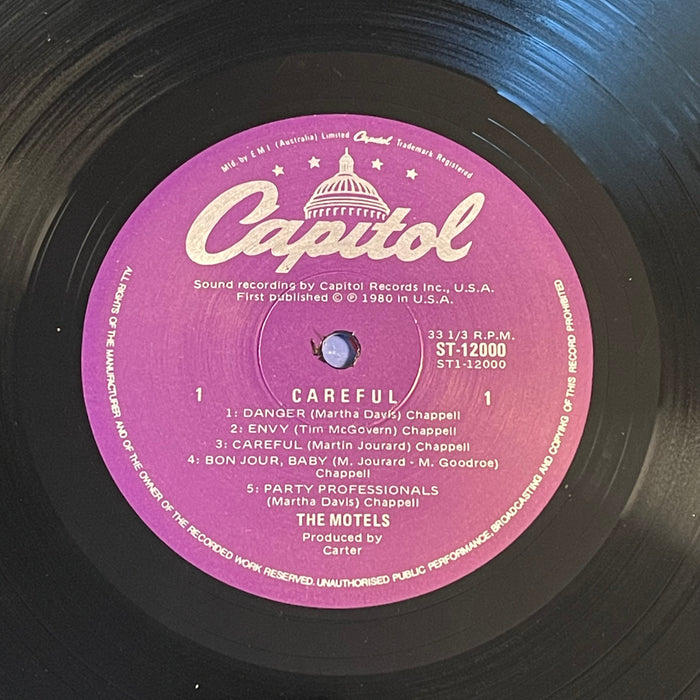 Mfd. by E M I (Australia) Limited Capitol Trademark Registered
Capitol
Sound recording by Capitol Records Inc., U.S.A.
First published © ℗ 1980 in U.S.A.
33 1/3 R.P.M.
ST-12000
ST1-12000
1 CAREFUL 1
1: DANGER (Martha Davis) Chappell
2: ENVY (Tim McGovern) Chappell
3: CAREFUL (Martin Jourard) Chappell
4: BON JOUR, BABY (M. Jourard - M. Goodroe)
Chappell
5: PARTY PROFESSIONALS
(Martha Davis) Chappell
THE MOTELS
Produced by
Carter
ALL RIGHTS OF THE MANUFACTURER AND OF THE OWNER OF THE RECORDED WORK RESERVED. UNAUTHORISED PUBLIC PERFORMANCE, BROADCASTING AND COPYING OF THIS RECORD PROHIBITED